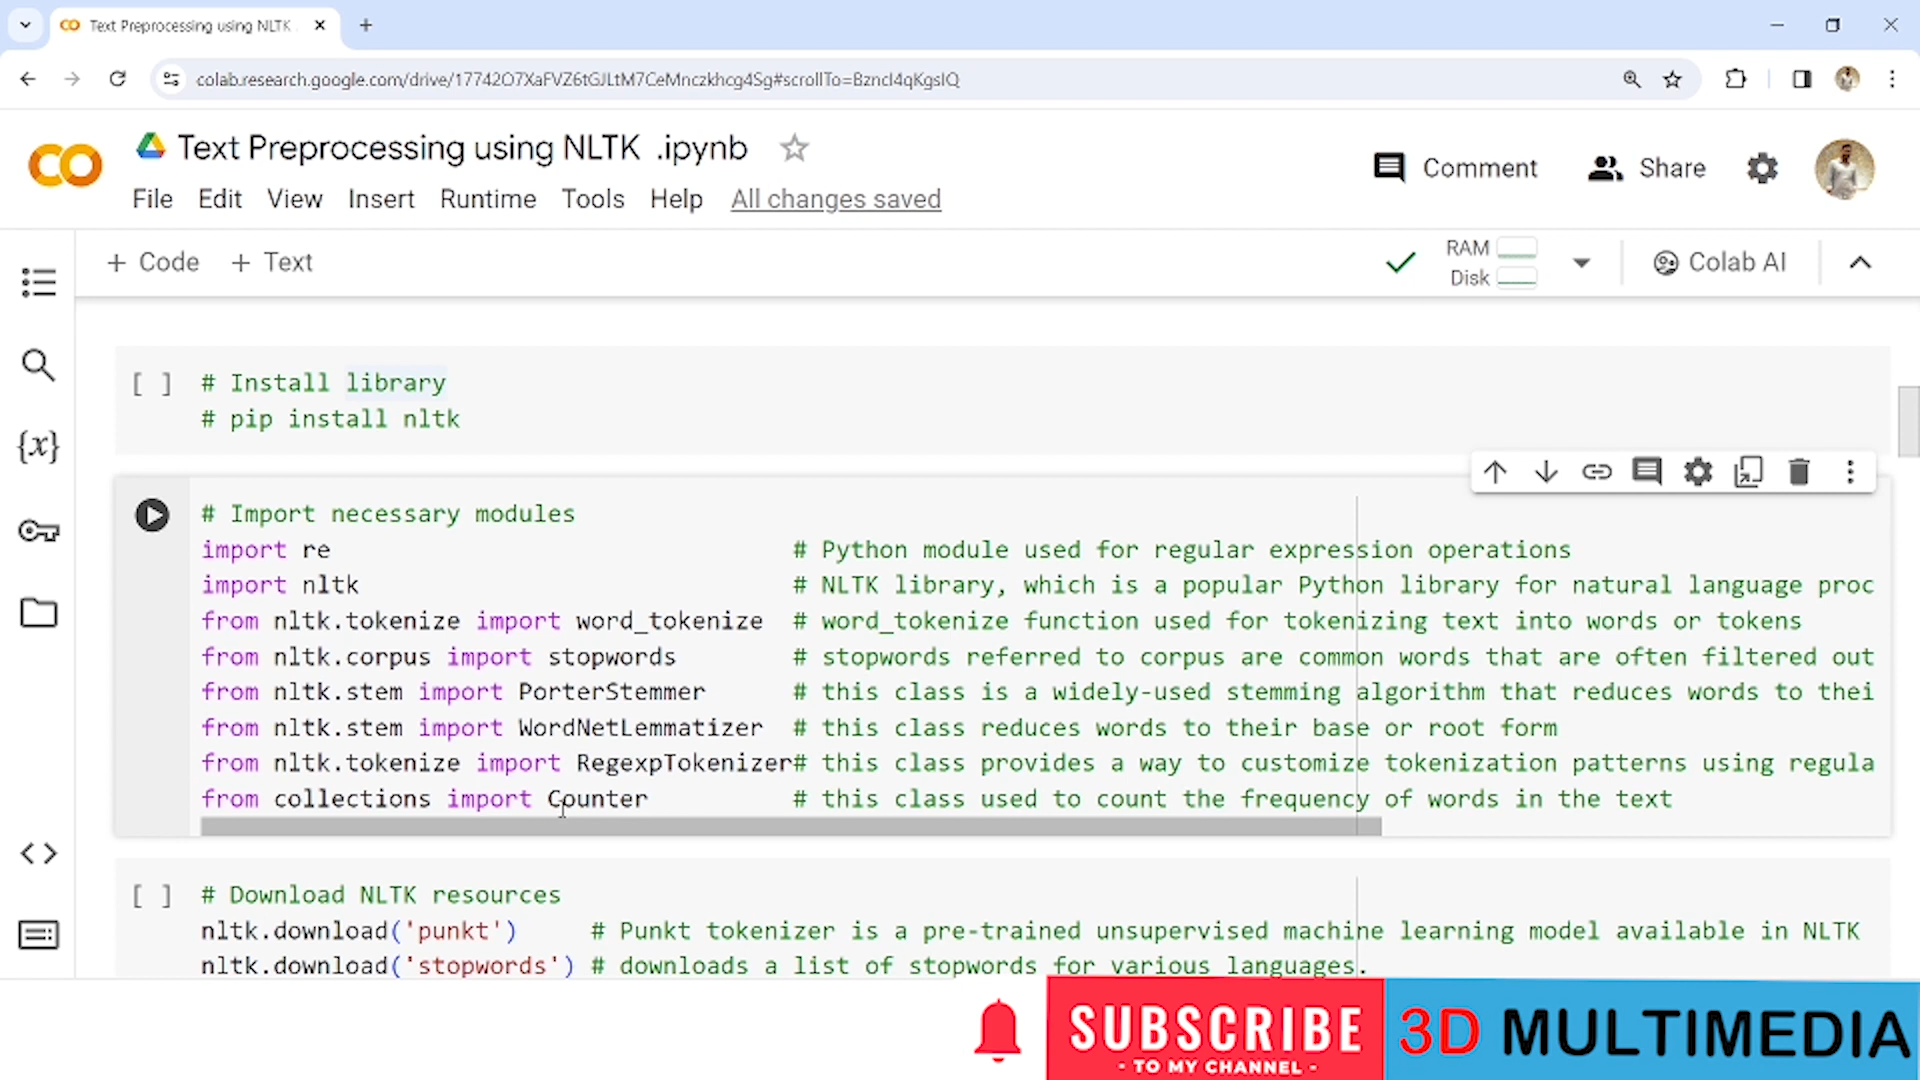 Text Preprocessing using NLTK
colab.research.google.com/drive/17742O7XaFVZ6tGJLtM7CeMnczkhcg4Sg#scrollTo=BzncI4qKgsIQ
Text Preprocessing using NLTK .ipynb
Comment
Share
File Edit View Insert Runtime Tools Help All changes saved
+ Code + Text
RAM
Disk
Colab AI
[ ] # Install library
# pip install nltk
{x}
# Import necessary modules
import re # Python module used for regular expression operations
import nltk # NLTK library, which is a popular Python library for natural language proc
from nltk.tokenize import word_tokenize # word_tokenize function used for tokenizing text into words or tokens
from nltk.corpus import stopwords # stopwords referred to corpus are common words that are often filtered out
from nltk.stem import PorterStemmer # this class is a widely-used stemming algorithm that reduces words to thei
from nltk.stem import WordNetLemmatizer # this class reduces words to their base or root form
from nltk.tokenize import RegexpTokenizer# this class provides a way to customize tokenization patterns using regula
from collections import Counter # this class used to count the frequency of words in the text
[ ] # Download NLTK resources
nltk.download('punkt') # Punkt tokenizer is a pre-trained unsupervised machine learning model available in NLTK
nltk.download('stopwords') # downloads a list of stopwords for various languages.
SUBSCRIBE
- TO MY CHANNEL -
3D MULTIMEDIA